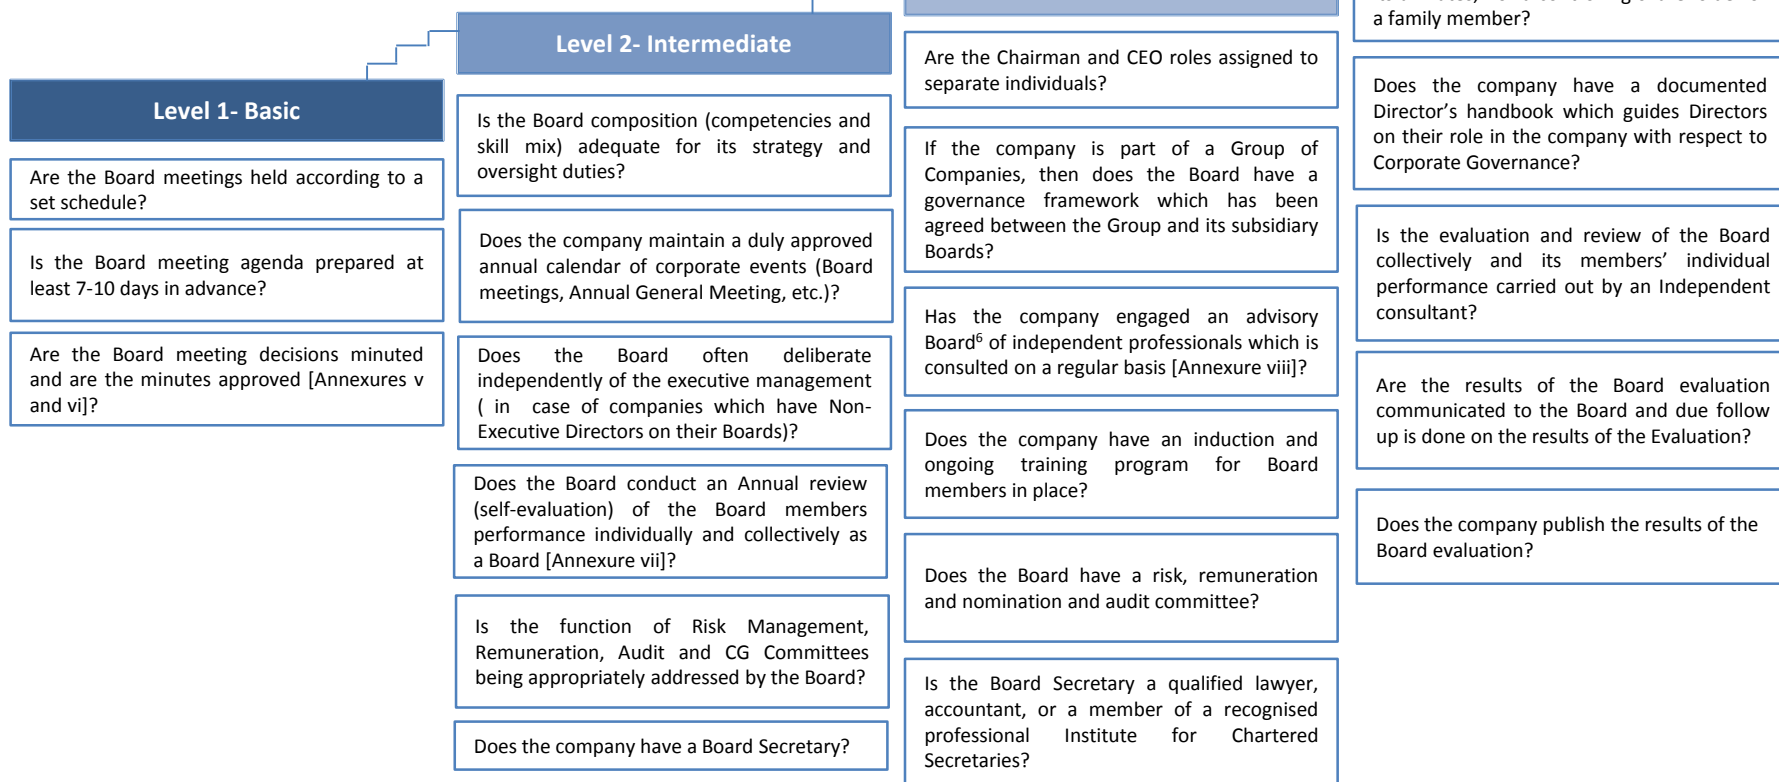 Level 1- Basic
Are the Board meetings held according to a
set schedule?
Is the Board meeting agenda prepared at
least 7-10 days in advance?
Are the Board meeting decisions minuted
and are the minutes approved [Annexures v
and vi]?
Level 2- Intermediate
Is the Board composition (competencies and
skill mix) adequate for its strategy and
oversight duties?
Does the company maintain a duly approved
annual calendar of corporate events (Board
meetings, Annual General Meeting, etc.)?
Does the Board often deliberate
independently of the executive management
( in case of companies which have Non-
Executive Directors on their Boards)?
Does the Board conduct an Annual review
(self-evaluation) of the Board members
performance individually and collectively as
a Board [Annexure vii]?
Is the function of Risk Management,
Remuneration, Audit and CG Committees
being appropriately addressed by the Board?
Does the company have a Board Secretary?
Are the Chairman and CEO roles assigned to
separate individuals?
If the company is part of a Group of
Companies, then does the Board have a
governance framework which has been
agreed between the Group and its subsidiary
Boards?
Has the company engaged an advisory
Board⁶ of independent professionals which is
consulted on a regular basis [Annexure viii]?
Does the company have an induction and
ongoing training program for Board
members in place?
Does the Board have a risk, remuneration
and nomination and audit committee?
Is the Board Secretary a qualified lawyer,
accountant, or a member of a recognised
professional Institute for Chartered
Secretaries?
a family member?
Does the company have a documented
Director's handbook which guides Directors
on their role in the company with respect to
Corporate Governance?
Is the evaluation and review of the Board
collectively and its members' individual
performance carried out by an Independent
consultant?
Are the results of the Board evaluation
communicated to the Board and due follow
up is done on the results of the Evaluation?
Does the company publish the results of the
Board evaluation?